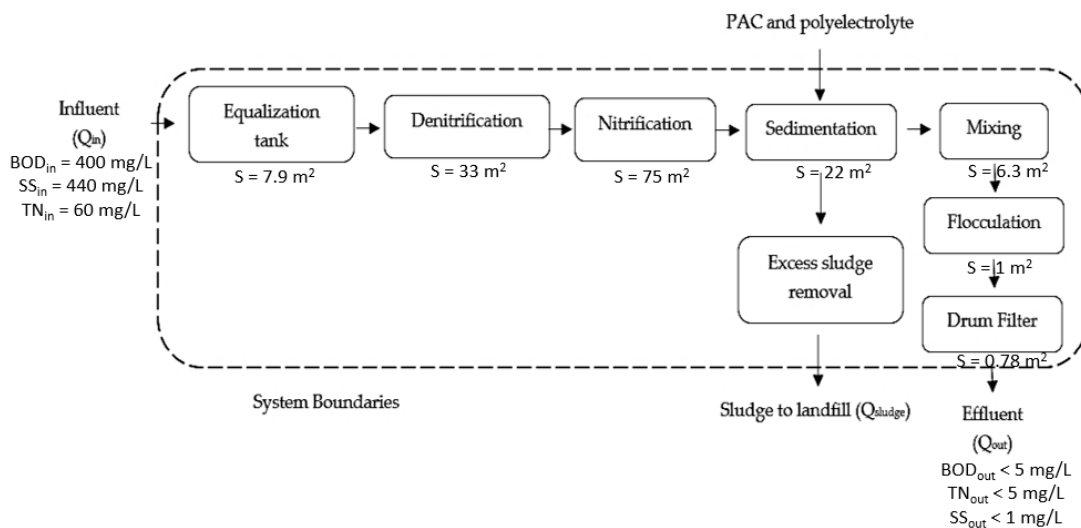 PAC and polyelectrolyte
Influent
(Qin)
BODin = 400 mg/L
SSin = 440 mg/L
TNin = 60 mg/L
Equalization
tank
S = 7.9 m²
Denitrification
S = 33 m²
Nitrification
S = 75 m²
Sedimentation
S = 22 m²
Mixing
S = 6.3 m²
Flocculation
S = 1 m²
Excess sludge
removal
Drum Filter
S = 0.78 m²
System Boundaries
Sludge to landfill (Qsludge)
Effluent
(Qout)
BODout < 5 mg/L
TNout < 5 mg/L
SSout < 1 mg/L